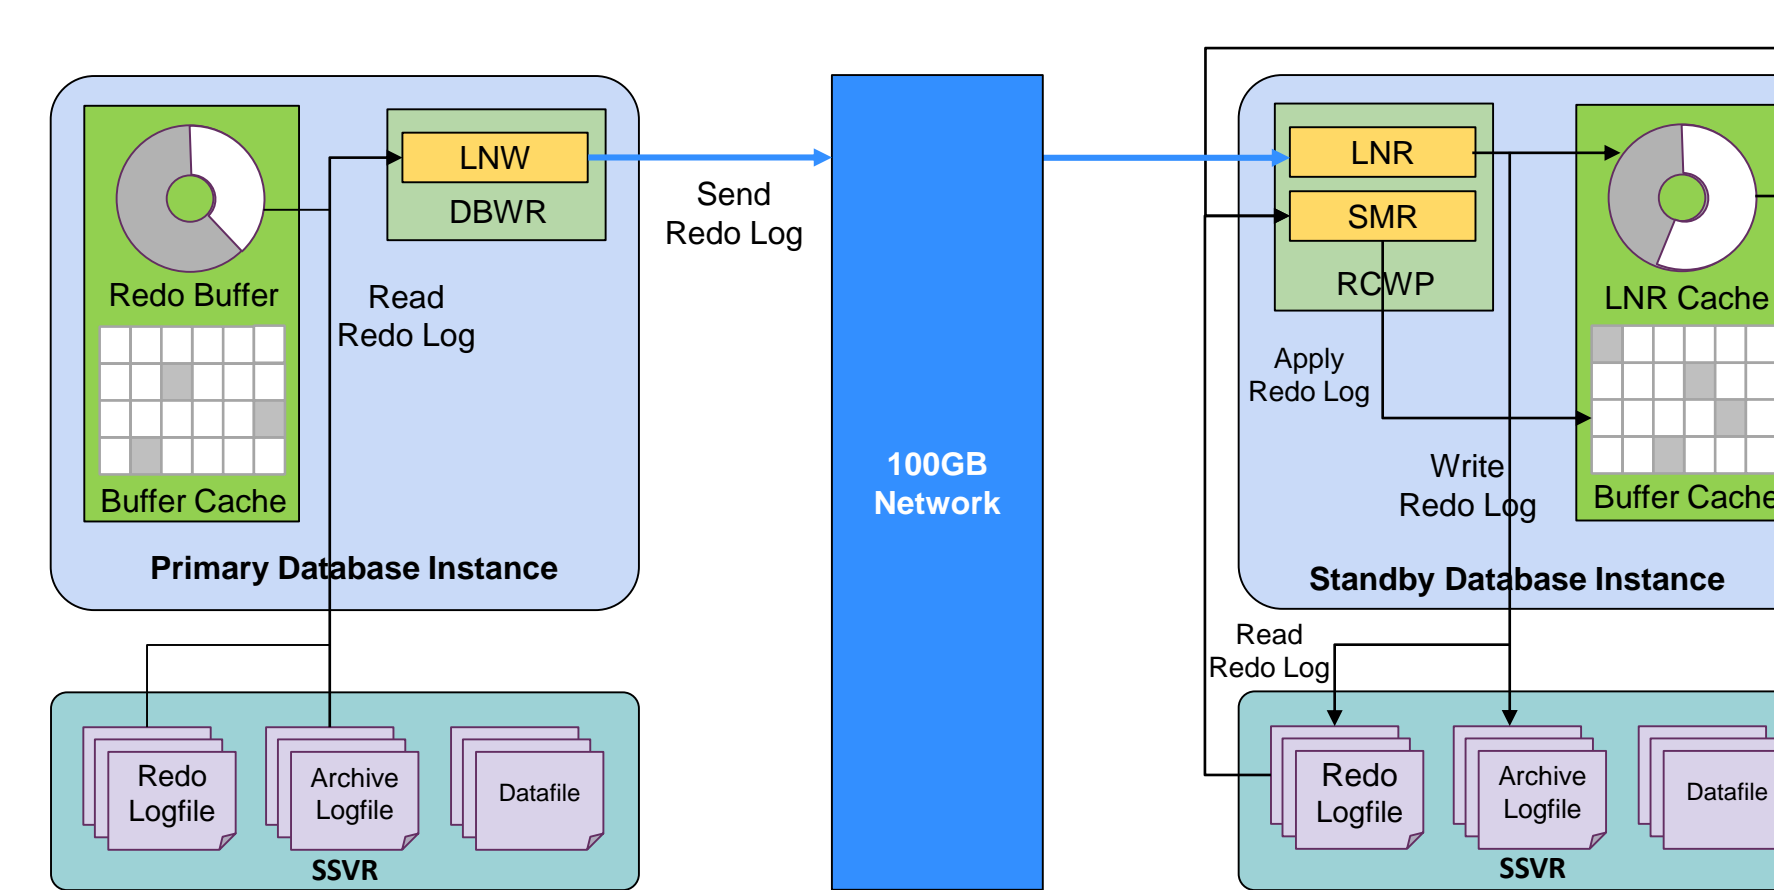 LNW
DBWR
Redo Buffer
Read
Redo Log
Buffer Cache
Primary Database Instance
Redo
Logfile
Archive
Logfile
Datafile
SSVR
Send
Redo Log
100GB
Network
LNR
SMR
RCWP
LNR Cache
Apply
Redo Log
Write
Redo Log
Buffer Cache
Standby Database Instance
Read
Redo Log
Redo
Logfile
Archive
Logfile
Datafile
SSVR